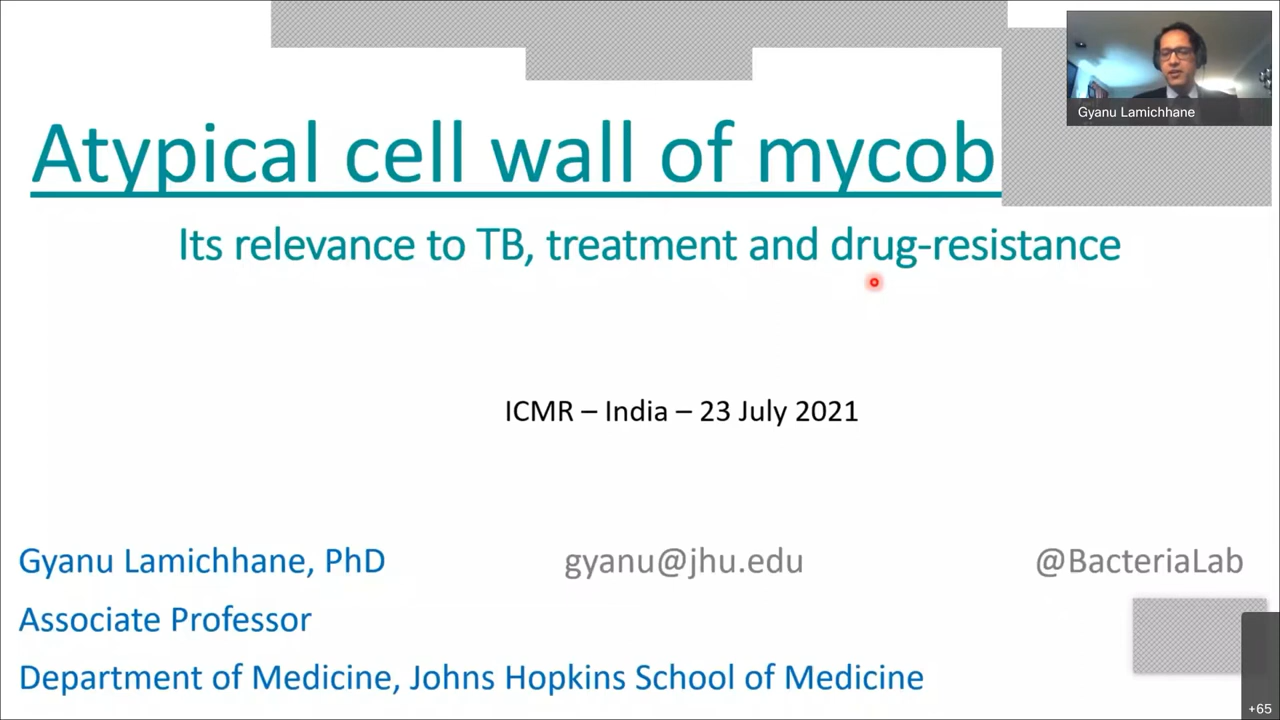 Atypical cell wall of mycob
Gyanu Lamichhane
Its relevance to TB, treatment and drug-resistance
ICMR – India – 23 July 2021
Gyanu Lamichhane, PhD
gyanu@jhu.edu
@BacteriaLab
Associate Professor
Department of Medicine, Johns Hopkins School of Medicine
+65